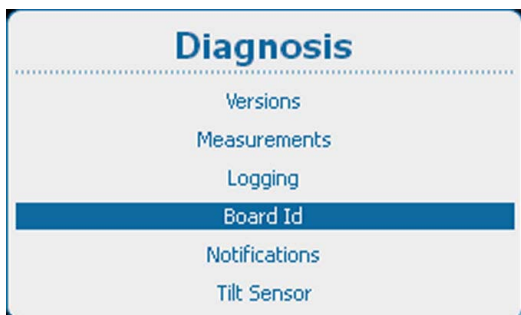 Diagnosis
Versions
Measurements
Logging
Board Id
Notifications
Tilt Sensor